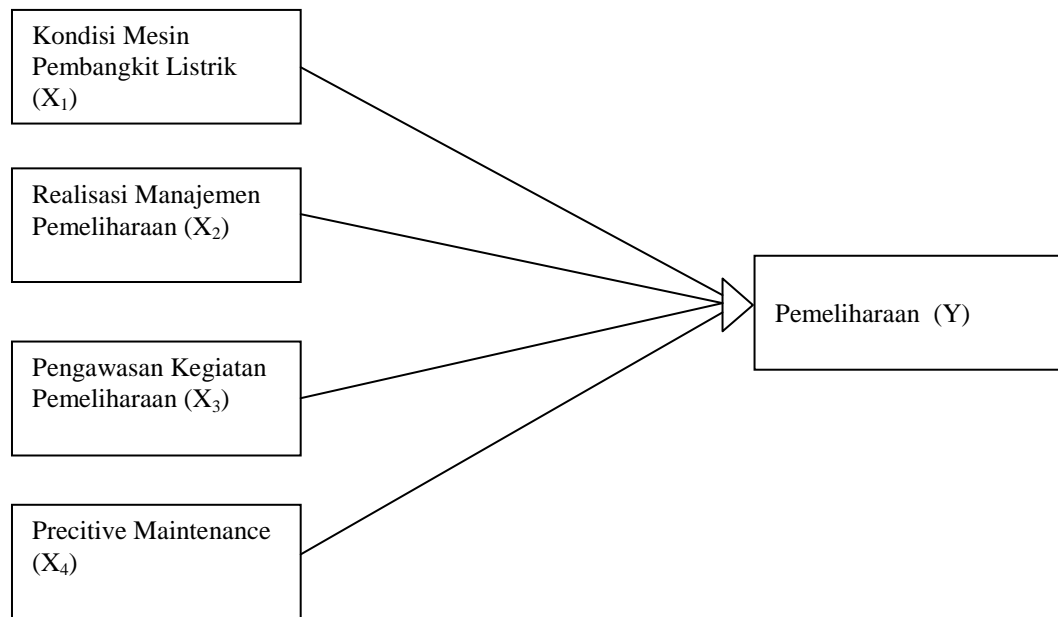 Kondisi Mesin
Pembangkit Listrik
(X₁)
Realisasi Manajemen
Pemeliharaan (X₂)
Pengawasan Kegiatan
Pemeliharaan (X₃)
Precitive Maintenance
(X₄)
Pemeliharaan (Y)